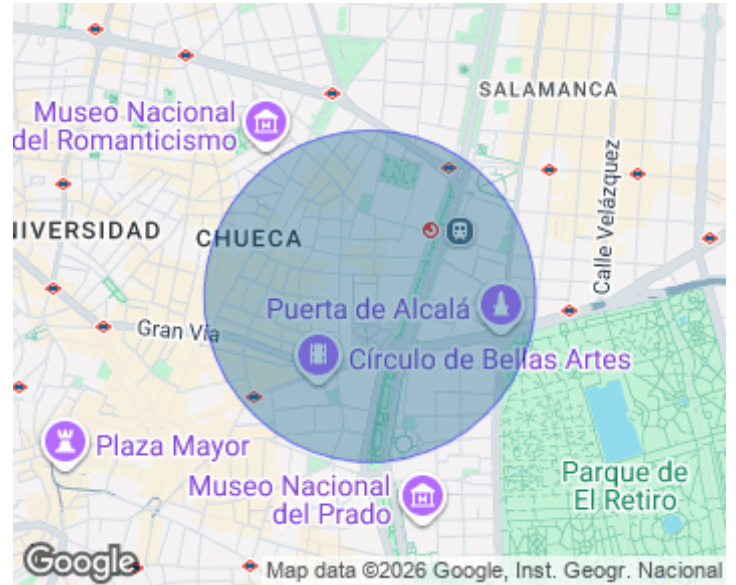 SALAMANCA
Museo Nacional
del Romanticismo
Calle Velázquez
IIVERSIDAD
CHUECA
Puerta de Alcalá
Gran Vía
Círculo de Bellas Artes
Plaza Mayor
Museo Nacional
del Prado
Parque de
El Retiro
Google
Map data ©2026 Google, Inst. Geogr. Nacional